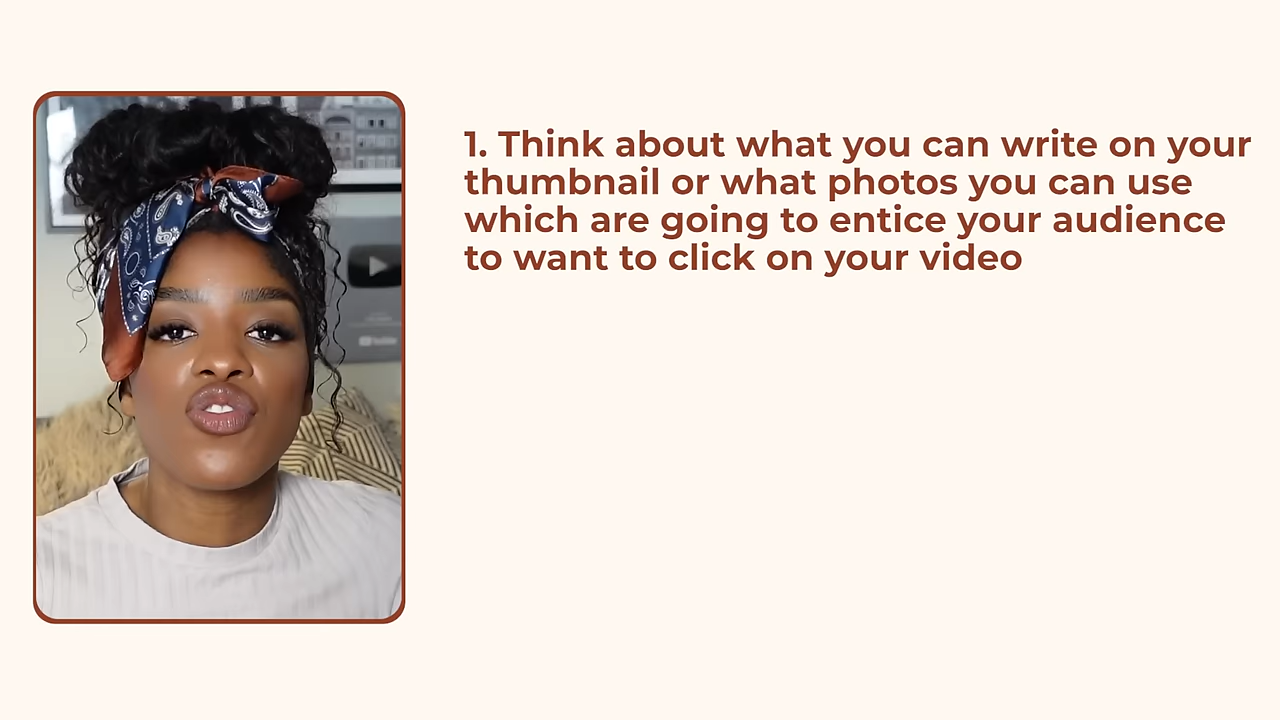 1. Think about what you can write on your
thumbnail or what photos you can use
which are going to entice your audience
to want to click on your video